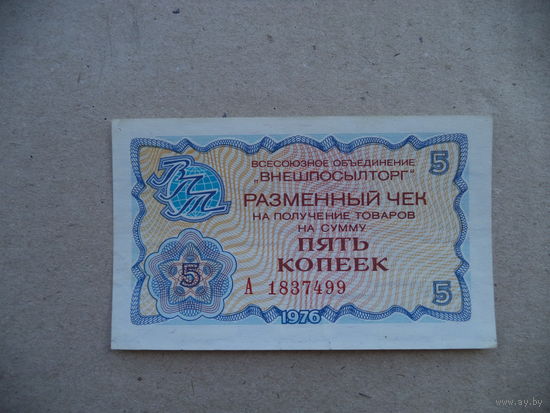 ВПТ
ВСЕСОЮЗНОЕ ОБЪЕДИНЕНИЕ
„ВНЕШПОСЫЛТОРГ"
РАЗМЕННЫЙ ЧЕК
НА ПОЛУЧЕНИЕ ТОВАРОВ
НА СУММУ
ПЯТЬ
КОПЕЕК
А 1837499
5
5
5
1976
www.ay.by